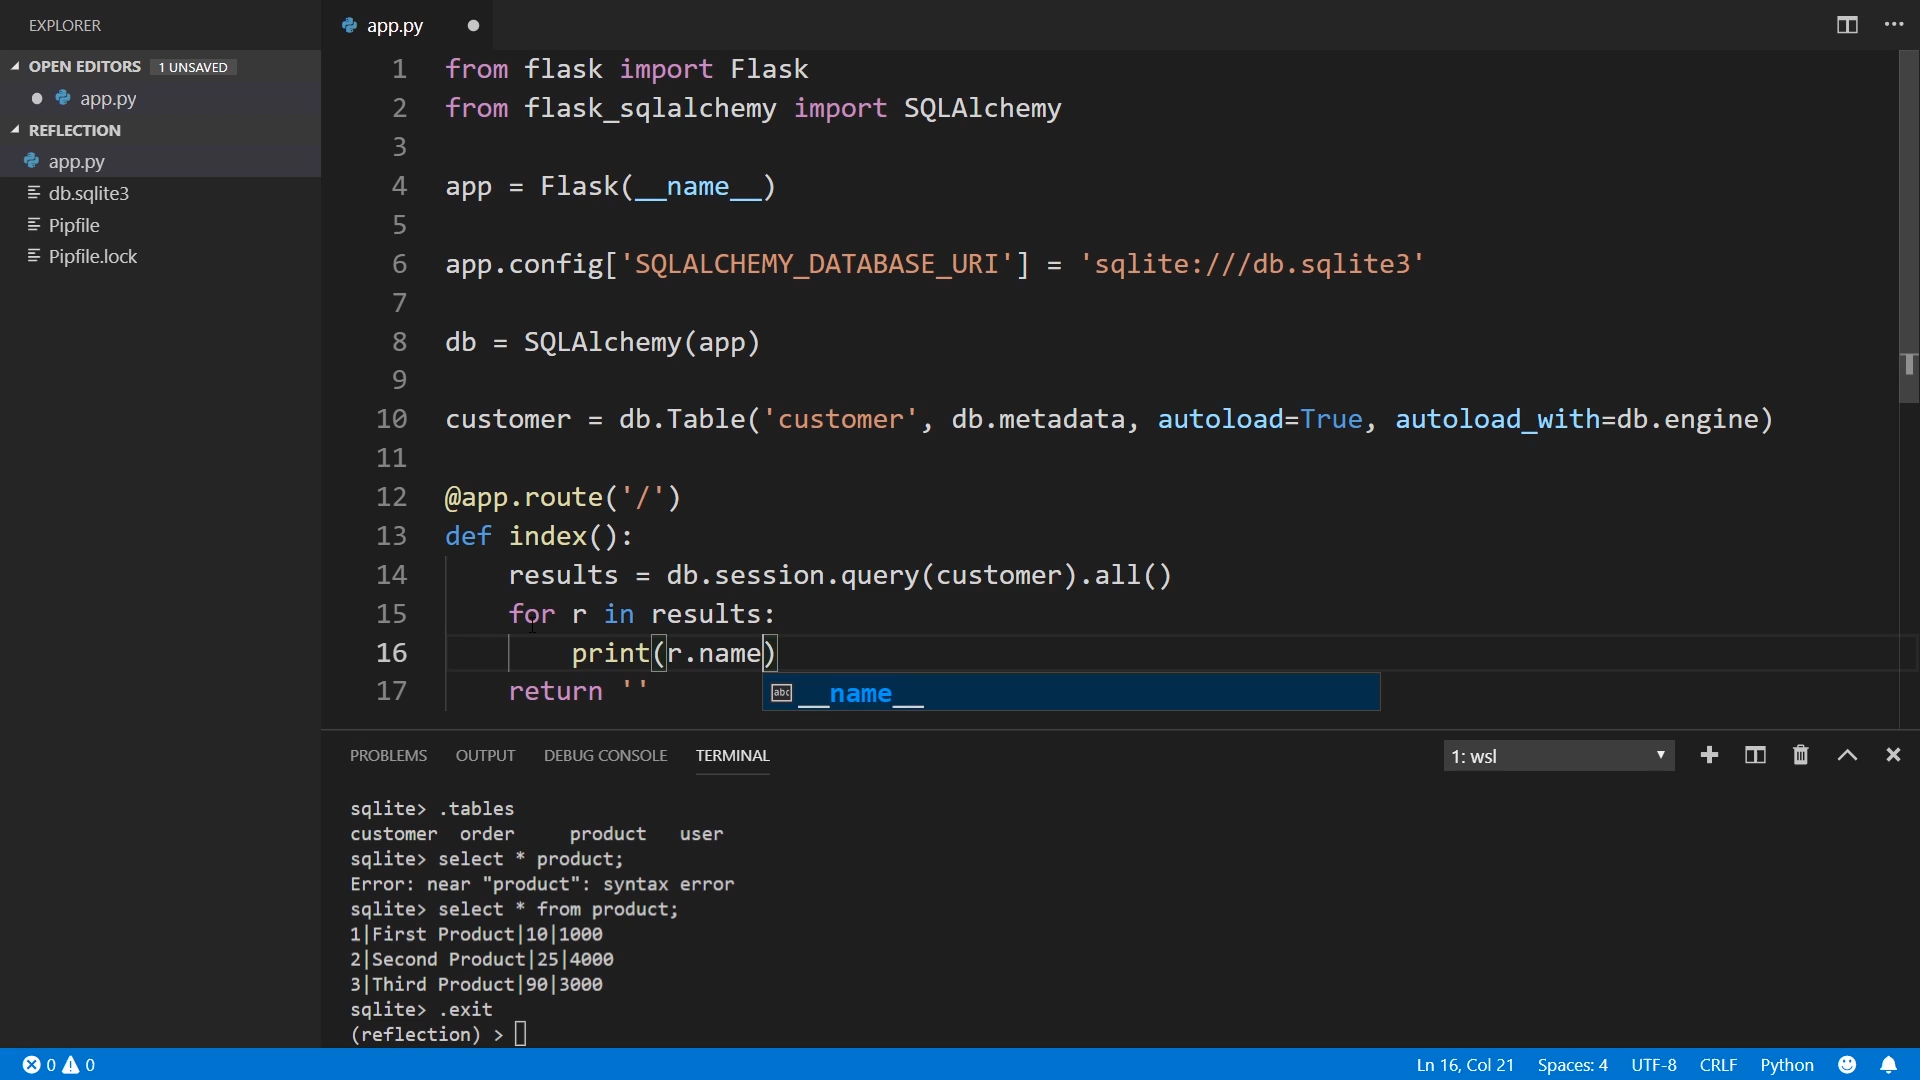 EXPLORER
OPEN EDITORS 1 UNSAVED
app.py
REFLECTION
app.py
db.sqlite3
Pipfile
Pipfile.lock
app.py
1 from flask import Flask
2 from flask_sqlalchemy import SQLAlchemy
3
4 app = Flask(__name__)
5
6 app.config['SQLALCHEMY_DATABASE_URI'] = 'sqlite:///db.sqlite3'
7
8 db = SQLAlchemy(app)
9
10 customer = db.Table('customer', db.metadata, autoload=True, autoload_with=db.engine)
11
12 @app.route('/')
13 def index():
14     results = db.session.query(customer).all()
15     for r in results:
16         print(r.name)
17     return ''
abc __name__
PROBLEMS OUTPUT DEBUG CONSOLE TERMINAL 1: wsl
sqlite> .tables
customer  order     product   user
sqlite> select * product;
Error: near "product": syntax error
sqlite> select * from product;
1|First Product|10|1000
2|Second Product|25|4000
3|Third Product|90|3000
sqlite> .exit
(reflection) >
0 0 Ln 16, Col 21 Spaces: 4 UTF-8 CRLF Python